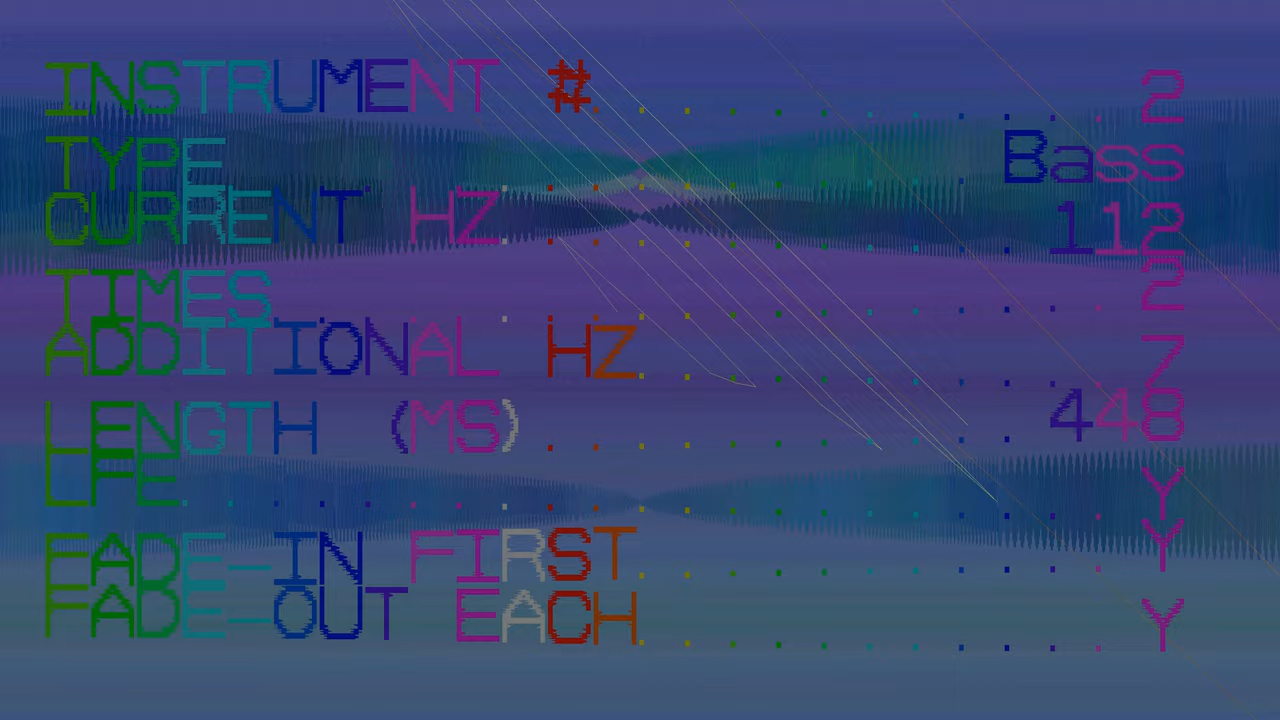 INSTRUMENT #. . . . . . . . . . . . 2
TYPE . . . . . . . . . . . Bass
CURRENT HZ. . . . . . . . . . . . 112
TIMES . . . . . . . . . . . . . . 2
ADDITIONAL HZ. . . . . . . . . . . 7
LENGTH (MS) . . . . . . . . . . . 448
LFE. . . . . . . . . . . . . . . . . . . . . Y
FADE-IN FIRST. . . . . . . . . . . Y
FADE-OUT EACH. . . . . . . . . . . Y